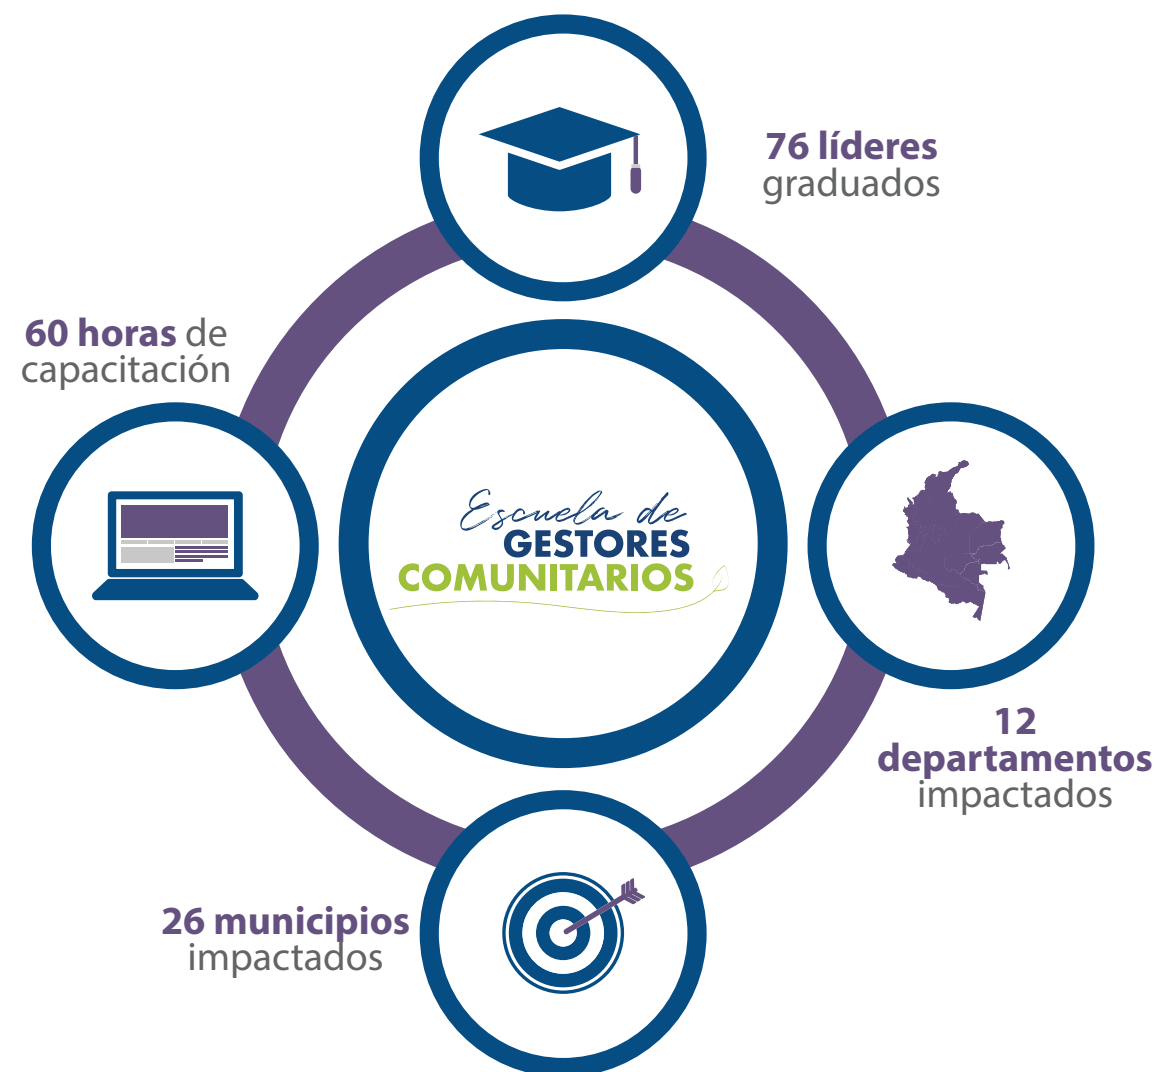 76 líderes
graduados
60 horas de
capacitación
Escuela de
GESTORES
COMUNITARIOS
12
departamentos
impactados
26 municipios
impactados